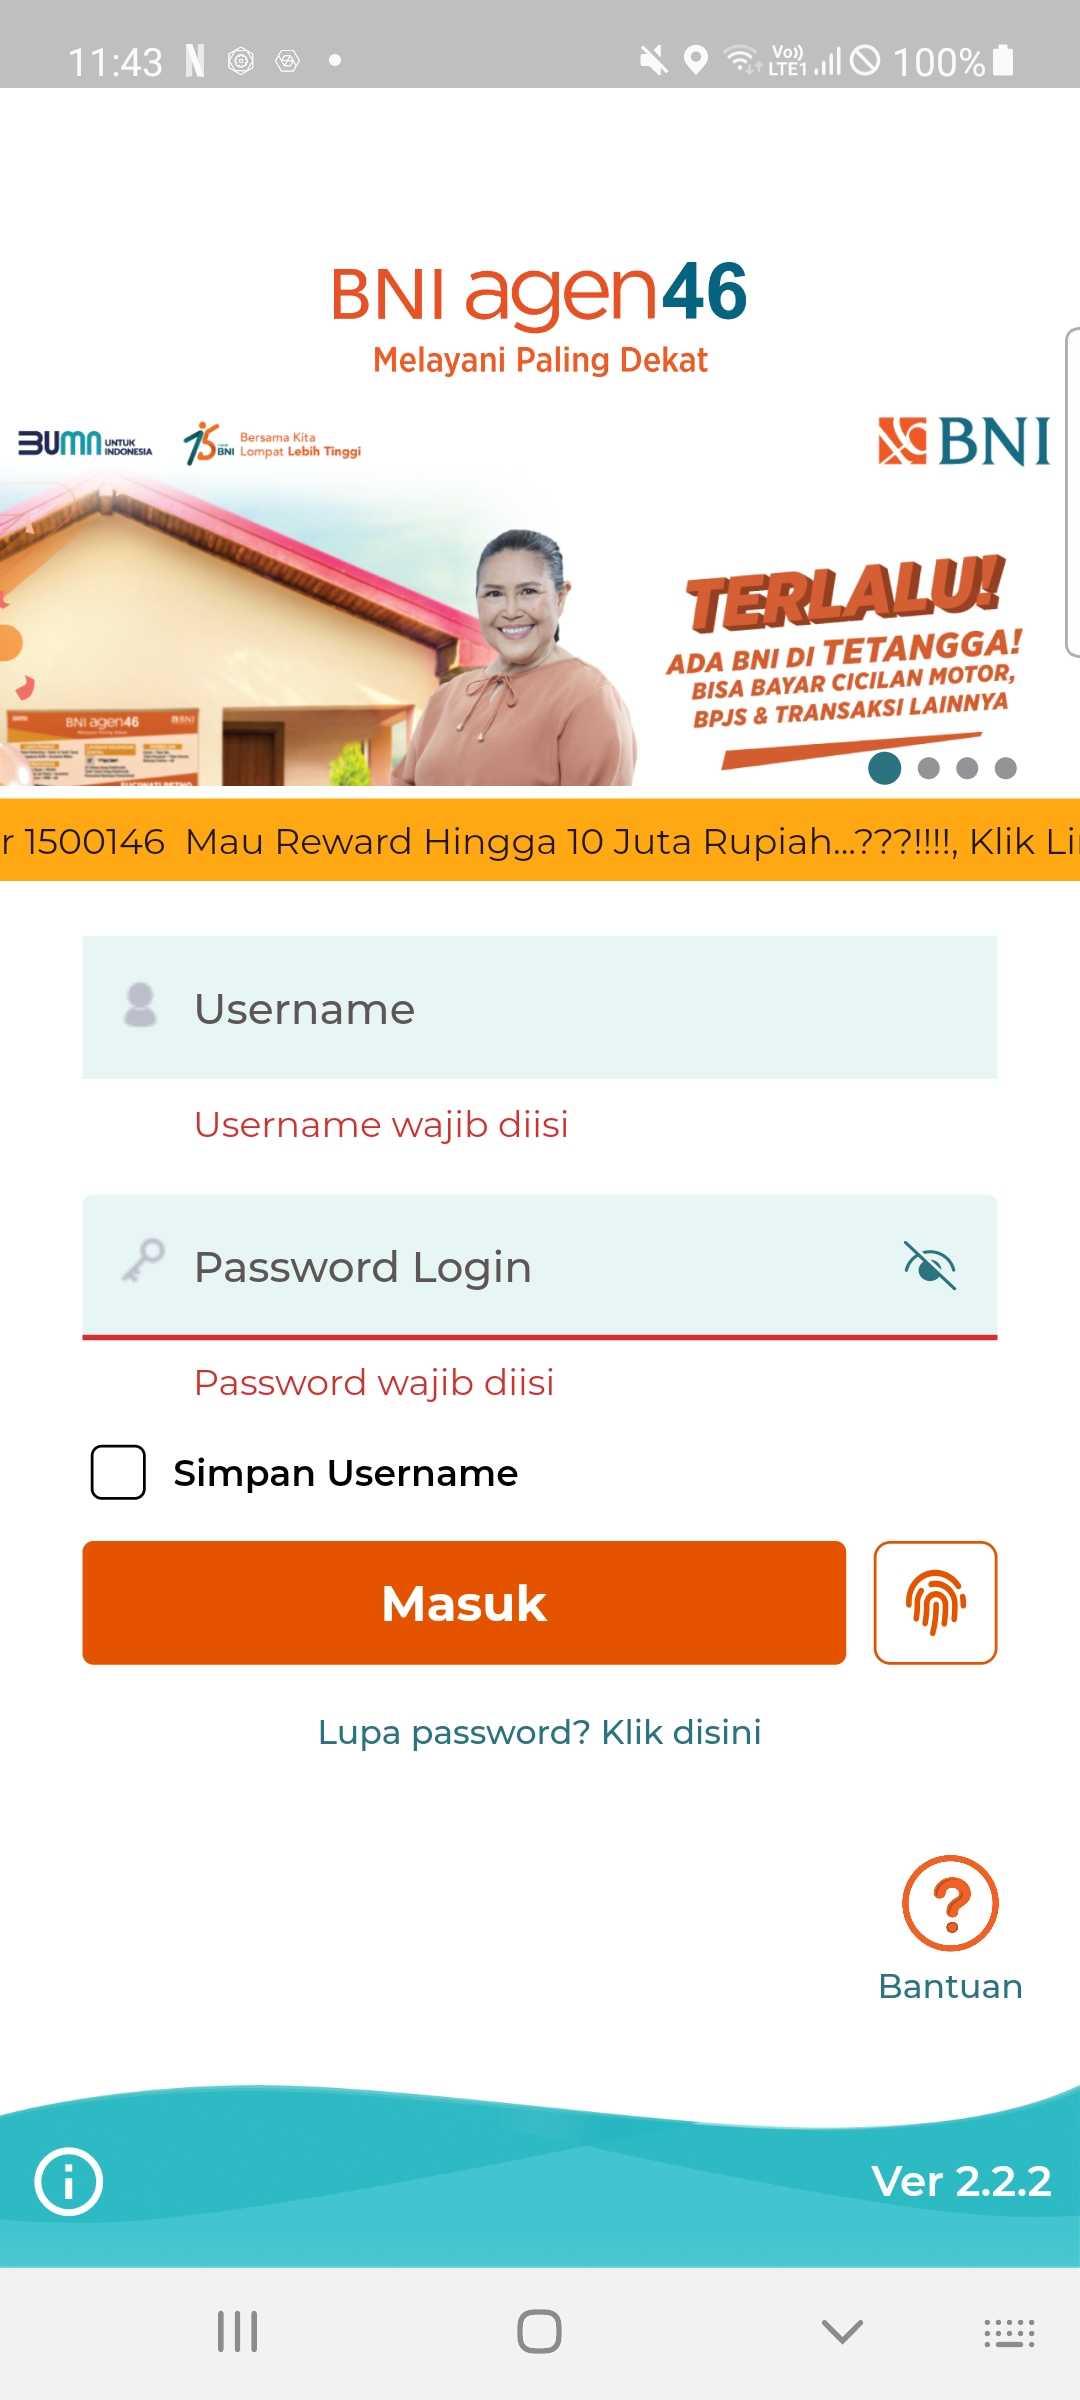 11:43
Vo))
LTE1
100%
BNI agen46
Melayani Paling Dekat
BUMN UNTUK INDONESIA
75 BNI
Bersama Kita
Lompat Lebih Tinggi
BNI
TERLALU!
ADA BNI DI TETANGGA!
BISA BAYAR CICILAN MOTOR,
BPJS & TRANSAKSI LAINNYA
BNI agen46
BNI
r 1500146  Mau Reward Hingga 10 Juta Rupiah...???!!!!, Klik Li
Username
Username wajib diisi
Password Login
Password wajib diisi
Simpan Username
Masuk
Lupa password? Klik disini
?
Bantuan
i
Ver 2.2.2